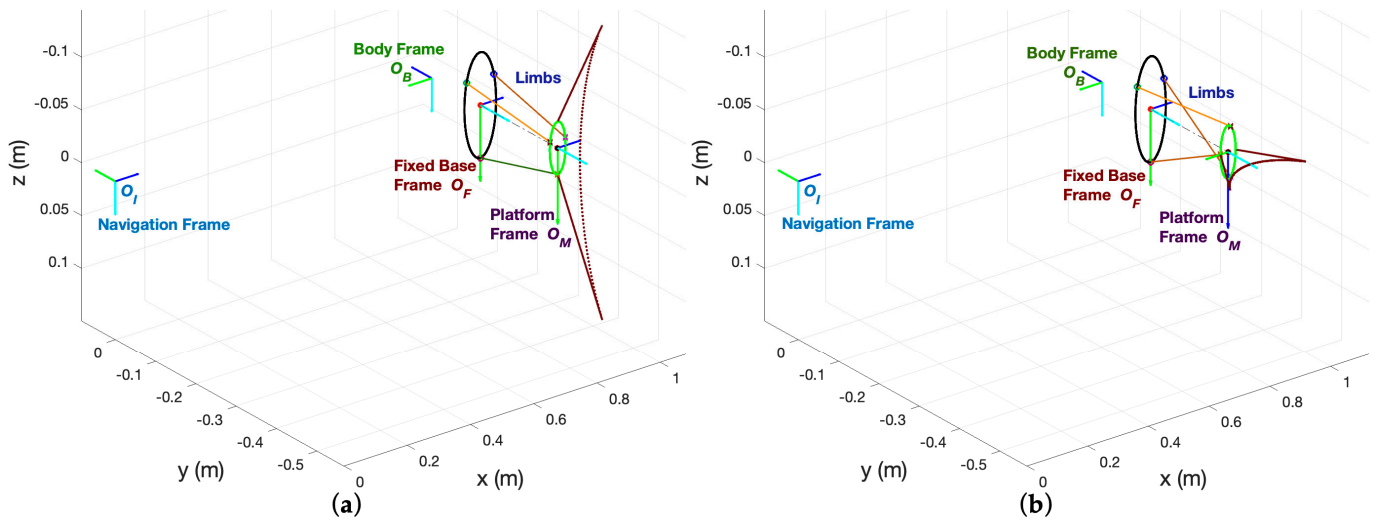 -0.1
-0.05
0
0.05
0.1
z (m)
Body Frame
O_B
Limbs
O_I
Navigation Frame
Fixed Base
Frame O_F
Platform
Frame O_M
0
-0.1
-0.2
-0.3
-0.4
-0.5
y (m)
0
0.2
0.4
0.6
0.8
1
x (m)
(a)
-0.1
-0.05
0
0.05
0.1
z (m)
Body Frame
O_B
Limbs
O_I
Navigation Frame
Fixed Base
Frame O_F
Platform
Frame O_M
0
-0.1
-0.2
-0.3
-0.4
-0.5
y (m)
0
0.2
0.4
0.6
0.8
1
x (m)
(b)